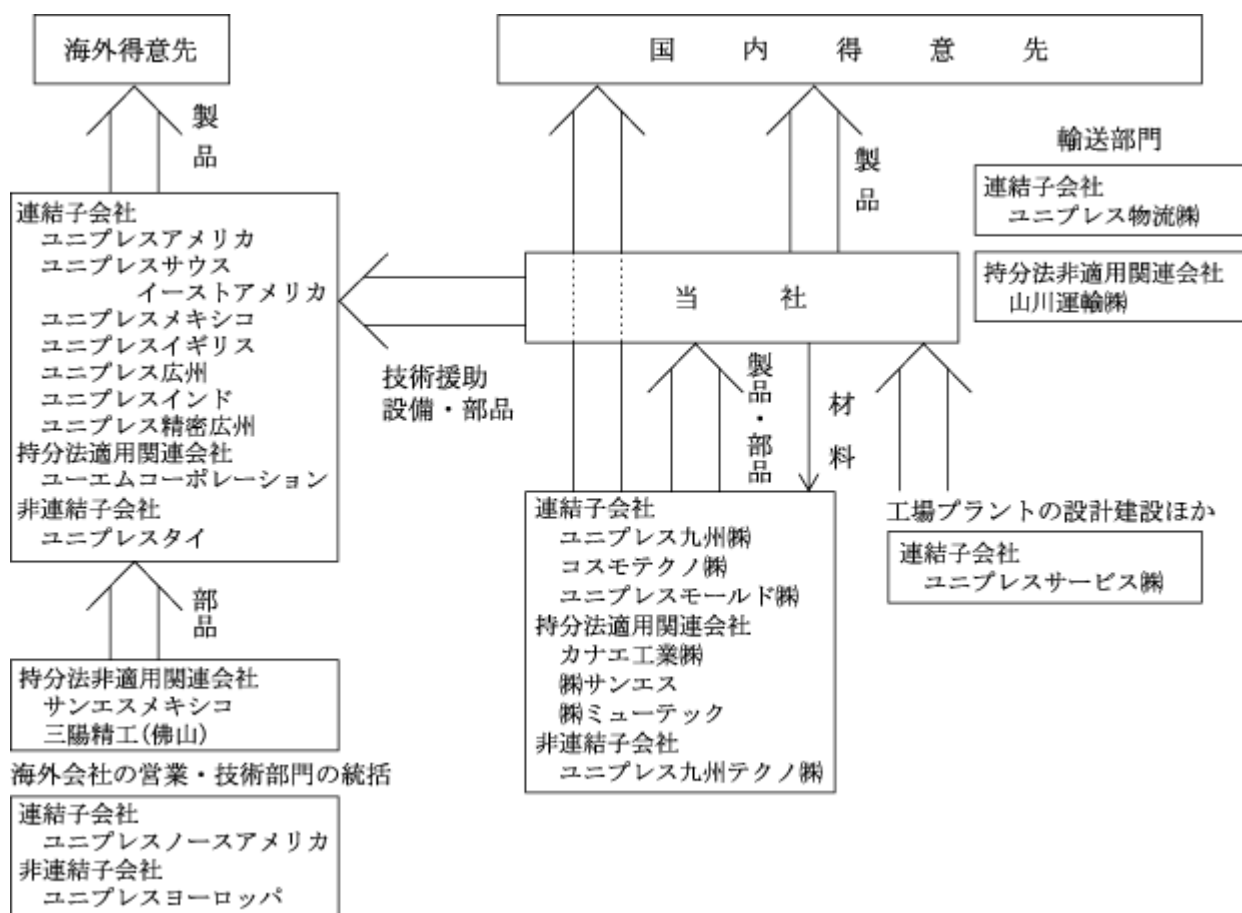 海外得意先
国内得意先
製品
製品
輸送部門
連結子会社
ユニプレス物流㈱
持分法非適用関連会社
山川運輸㈱
連結子会社
ユニプレスアメリカ
ユニプレスサウス
イーストアメリカ
ユニプレスメキシコ
ユニプレスイギリス
ユニプレス広州
ユニプレスインド
ユニプレス精密広州
持分法適用関連会社
ユーエムコーポレーション
非連結子会社
ユニプレスタイ
当社
技術援助
設備・部品
製品・部品
材料
連結子会社
ユニプレス九州㈱
コスモテクノ㈱
ユニプレスモールド㈱
持分法適用関連会社
カナエ工業㈱
㈱サンエス
㈱ミューテック
非連結子会社
ユニプレス九州テクノ㈱
工場プラントの設計建設ほか
連結子会社
ユニプレスサービス㈱
部品
持分法非適用関連会社
サンエスメキシコ
三陽精工(佛山)
海外会社の営業・技術部門の統括
連結子会社
ユニプレスノースアメリカ
非連結子会社
ユニプレスヨーロッパ